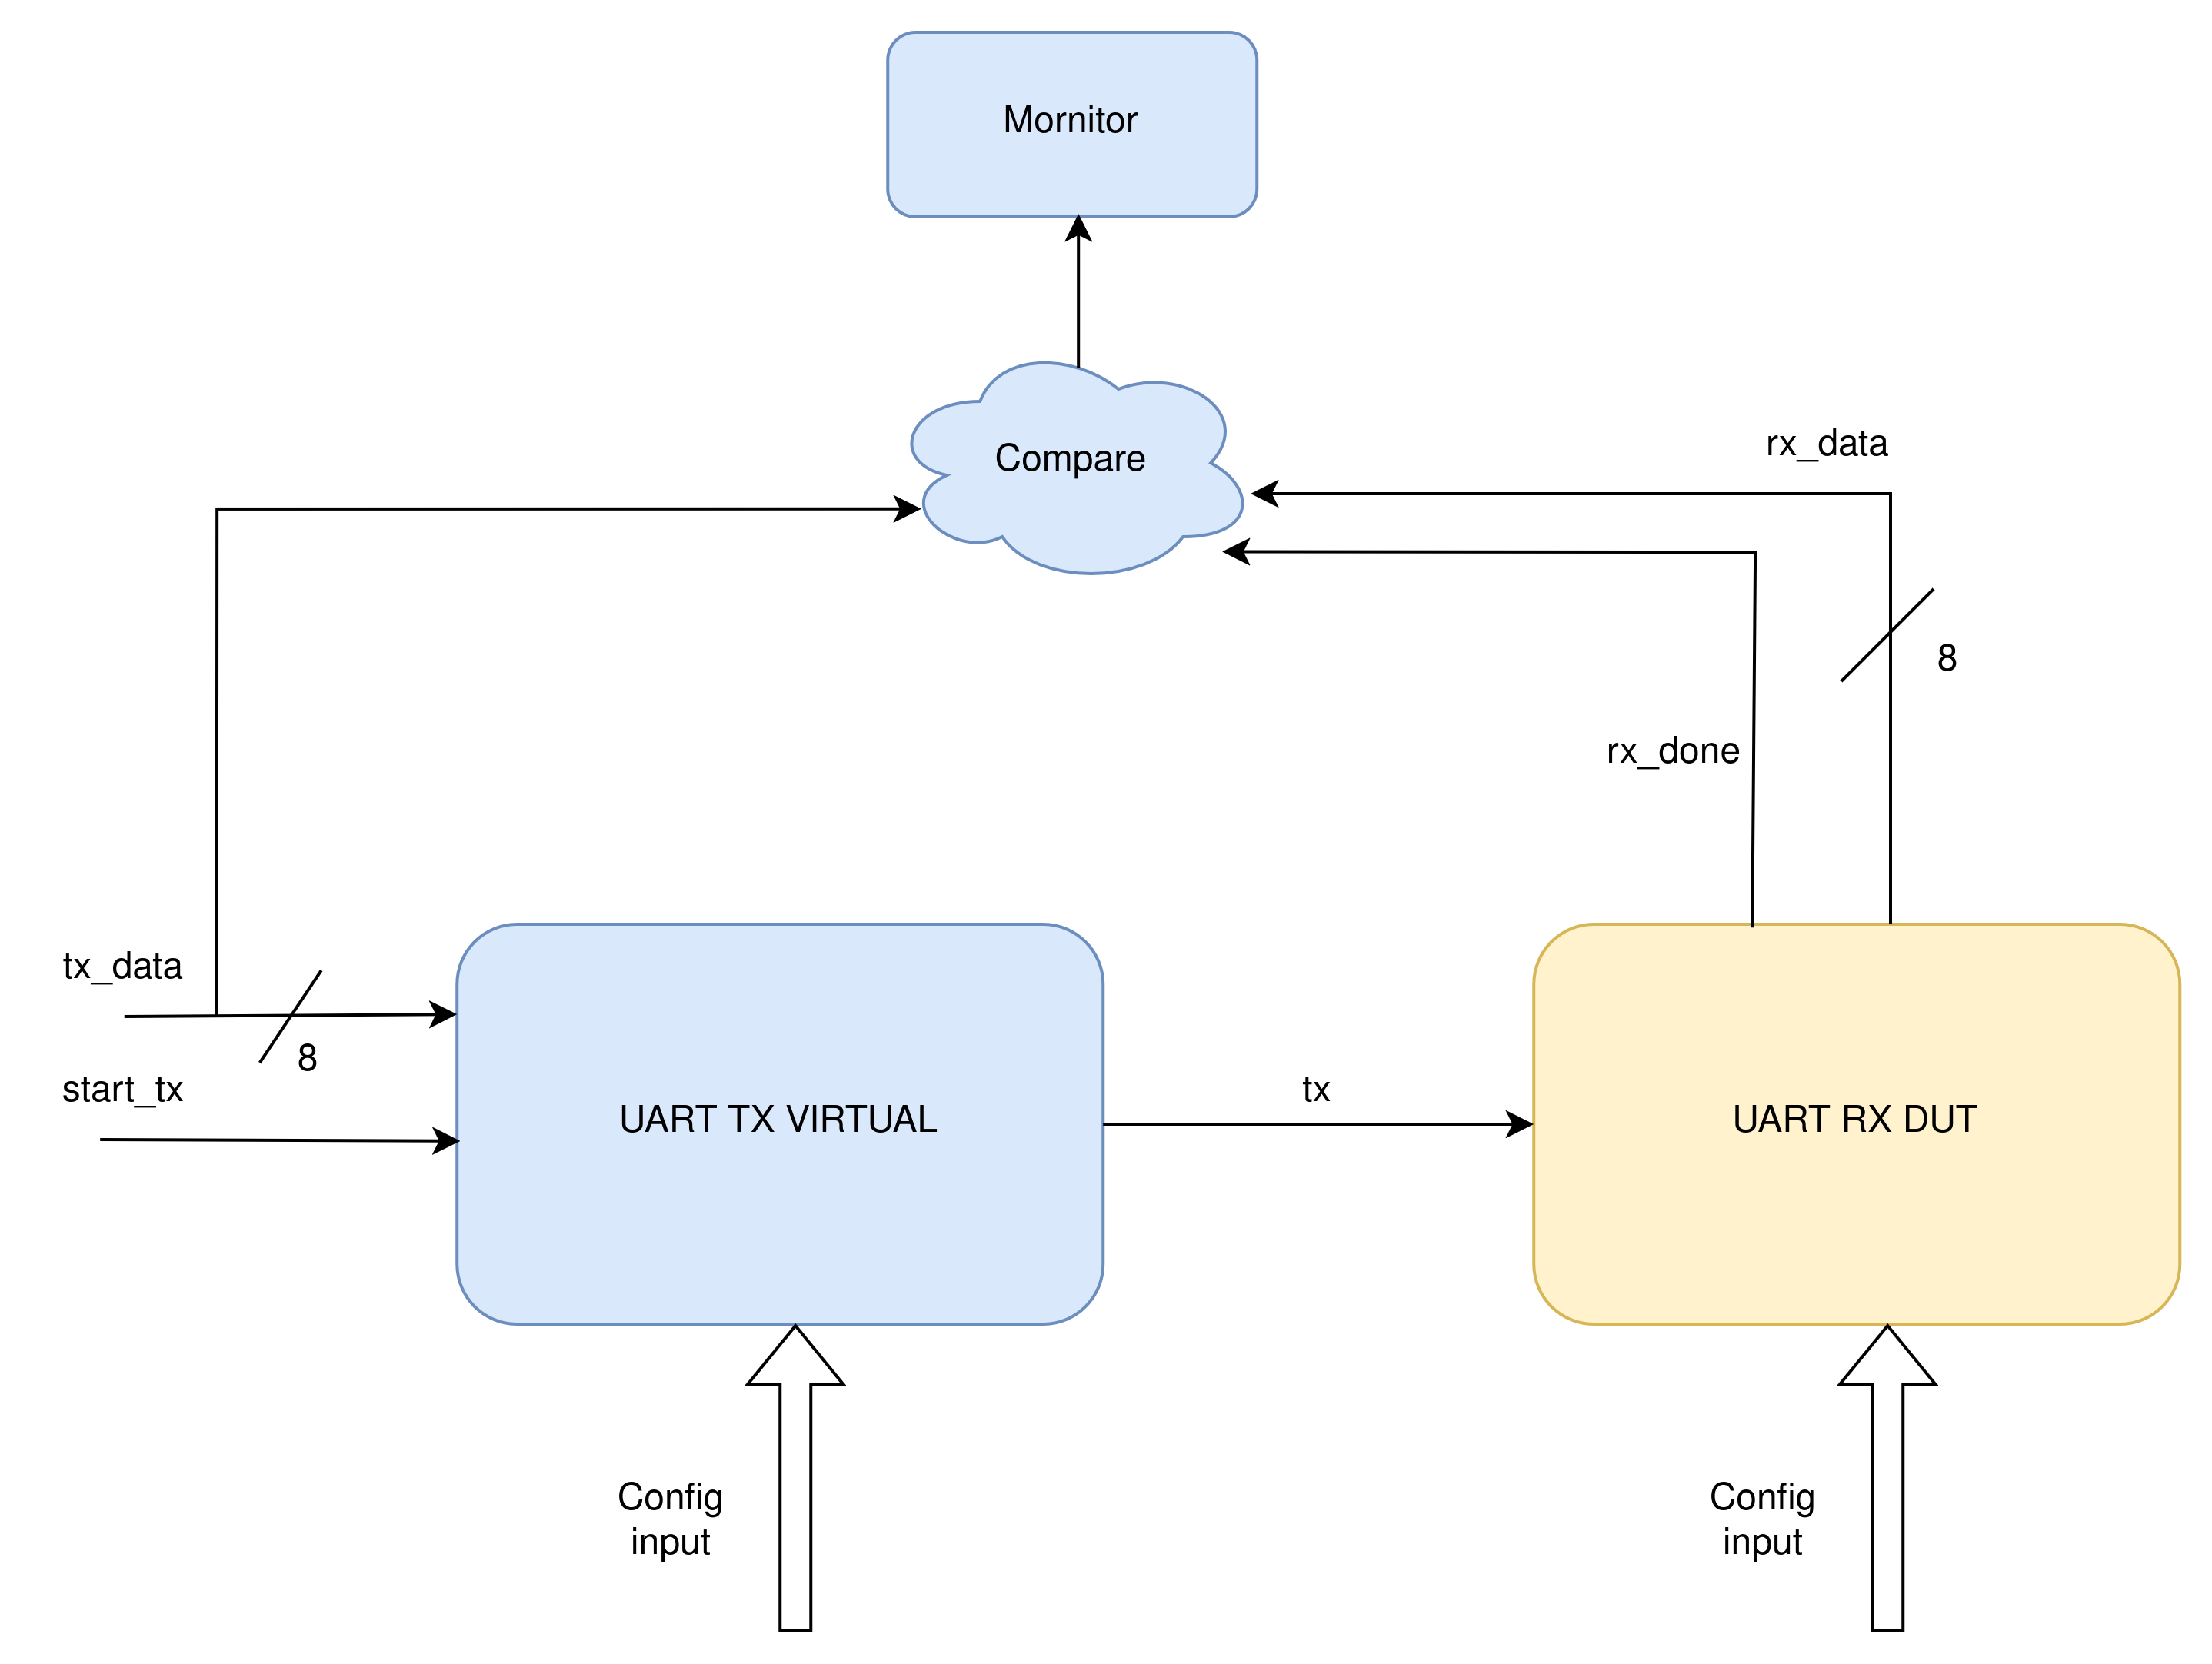 Mornitor
Compare
rx_data
8
rx_done
tx_data
8
start_tx
UART TX VIRTUAL
tx
UART RX DUT
Config
input
Config
input